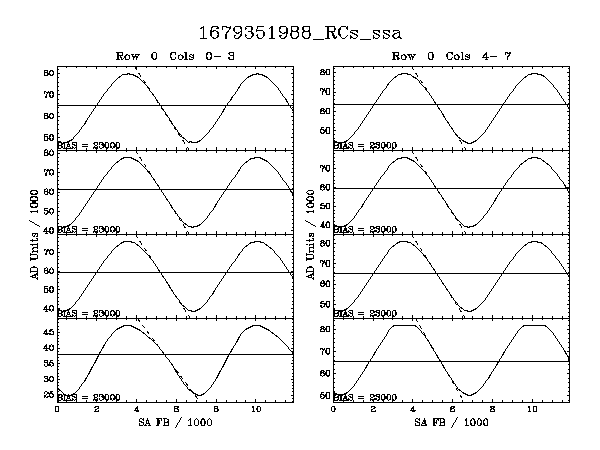 1679351988_RCs_ssa
Row 0 Cols 0- 3
Row 0 Cols 4- 7
80
70
60
50
BIAS = 23000
80
70
60
50
40
BIAS = 23000
70
60
50
40
BIAS = 23000
45
40
35
30
25
BIAS = 23000
0 2 4 6 8 10
SA FB / 1000
AD Units / 1000
80
70
60
50
BIAS = 23000
70
60
50
40
BIAS = 23000
80
70
60
50
BIAS = 23000
80
70
60
50
BIAS = 23000
0 2 4 6 8 10
SA FB / 1000
AD Units / 1000